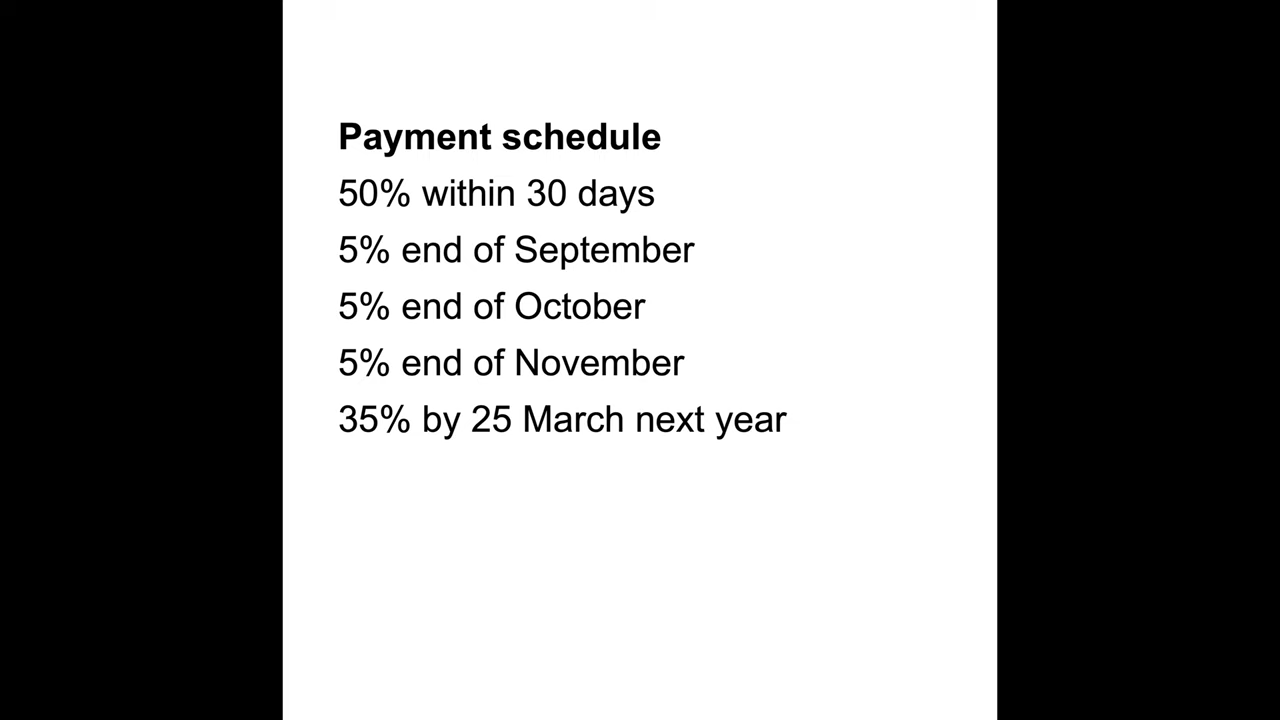 Payment schedule
50% within 30 days
5% end of September
5% end of October
5% end of November
35% by 25 March next year